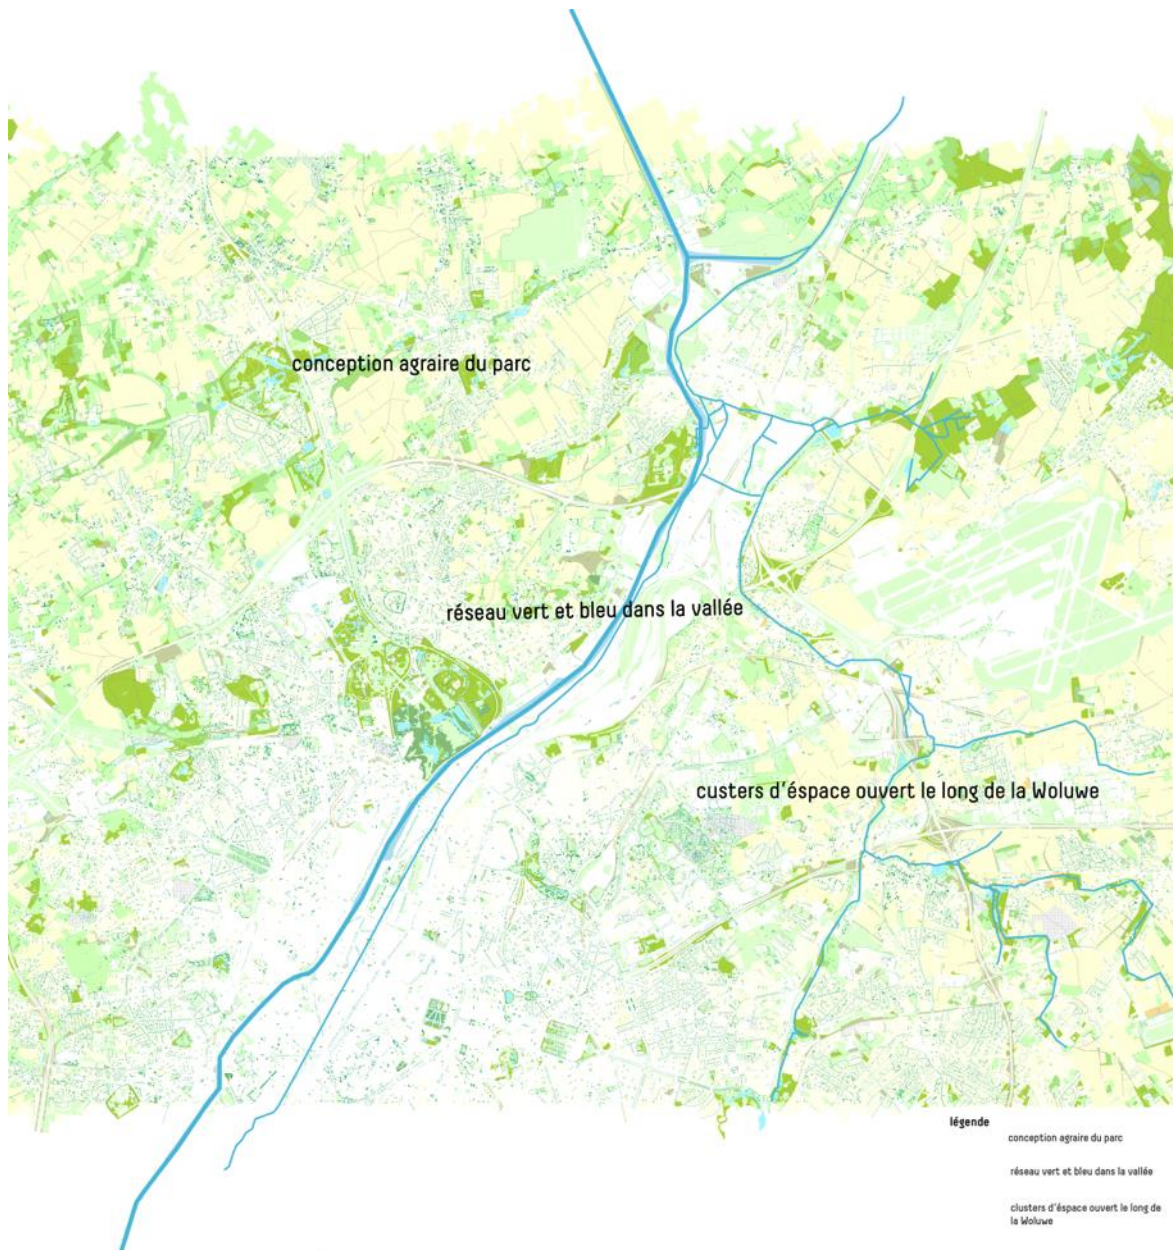 conception agraire du parc
réseau vert et bleu dans la vallée
custers d'éspace ouvert le long de la Woluwe
légende
conception agraire du parc
réseau vert et bleu dans la vallée
clusters d'éspace ouvert le long de
la Woluwe